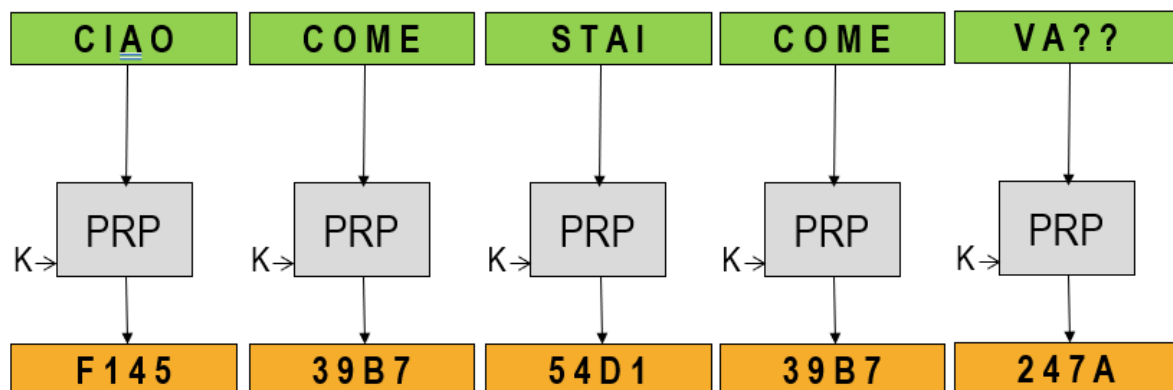 CIAO COME STAI COME VA??
PRP PRP PRP PRP PRP
K K K K K
F145 39B7 54D1 39B7 247A